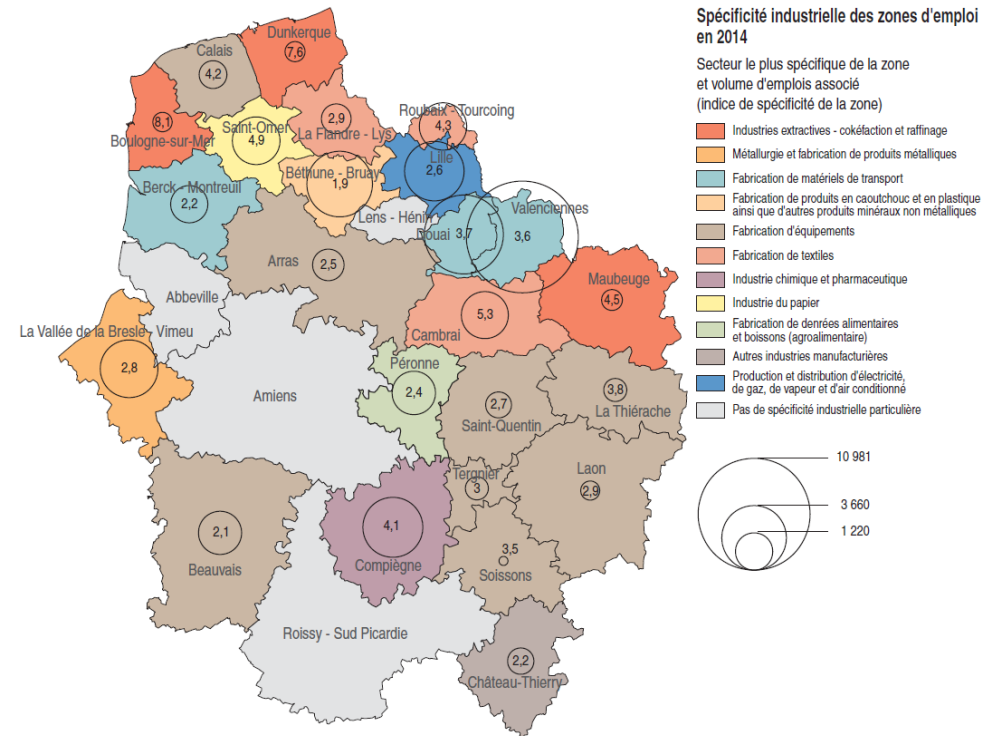 Spécificité industrielle des zones d'emploi
en 2014
Secteur le plus spécifique de la zone
et volume d'emplois associé
(indice de spécificité de la zone)
Industries extractives - cokéfaction et raffinage
Métallurgie et fabrication de produits métalliques
Fabrication de matériels de transport
Fabrication de produits en caoutchouc et en plastique
ainsi que d'autres produits minéraux non métalliques
Fabrication d'équipements
Fabrication de textiles
Industrie chimique et pharmaceutique
Industrie du papier
Fabrication de denrées alimentaires
et boissons (agroalimentaire)
Autres industries manufacturières
Production et distribution d'électricité,
de gaz, de vapeur et d'air conditionné
Pas de spécificité industrielle particulière
10 981
3 660
1 220
Dunkerque
7,6
Calais
4,2
8,1
Boulogne-sur-Mer
Saint-Omer
4,9
2,9
La Flandre - Lys
Roubaix - Tourcoing
4,3
Lille
2,6
Béthune - Bruay
1,9
Berck - Montreuil
2,2
Lens - Hénin
Douai
3,7
Valenciennes
3,6
Arras
2,5
Maubeuge
4,5
Abbeville
5,3
Cambrai
La Vallée de la Bresle - Vimeu
2,8
Péronne
2,4
Amiens
2,7
Saint-Quentin
3,8
La Thiérache
Tergnier
3
Laon
2,9
2,1
Beauvais
4,1
Compiègne
3,5
Soissons
Roissy - Sud Picardie
2,2
Château-Thierry